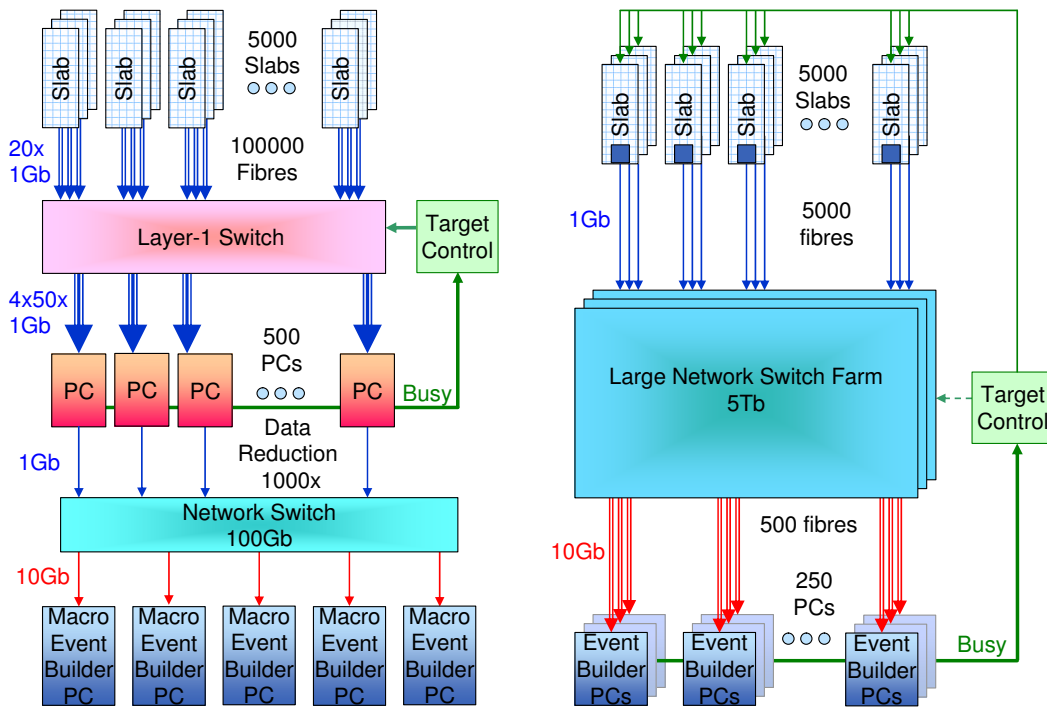 Slab
Slab
Slab
5000
Slabs
Slab
20x
1Gb
100000
Fibres
Layer-1 Switch
Target
Control
4x50x
1Gb
500
PCs
PC
PC
PC
PC
Busy
Data
Reduction
1000x
1Gb
Network Switch
100Gb
10Gb
Macro
Event
Builder
PC
Macro
Event
Builder
PC
Macro
Event
Builder
PC
Macro
Event
Builder
PC
Macro
Event
Builder
PC
Slab
Slab
Slab
5000
Slabs
Slab
1Gb
5000
fibres
Large Network Switch Farm
5Tb
Target
Control
500 fibres
10Gb
250
PCs
Event
Builder
PCs
Event
Builder
PCs
Event
Builder
PCs
Busy